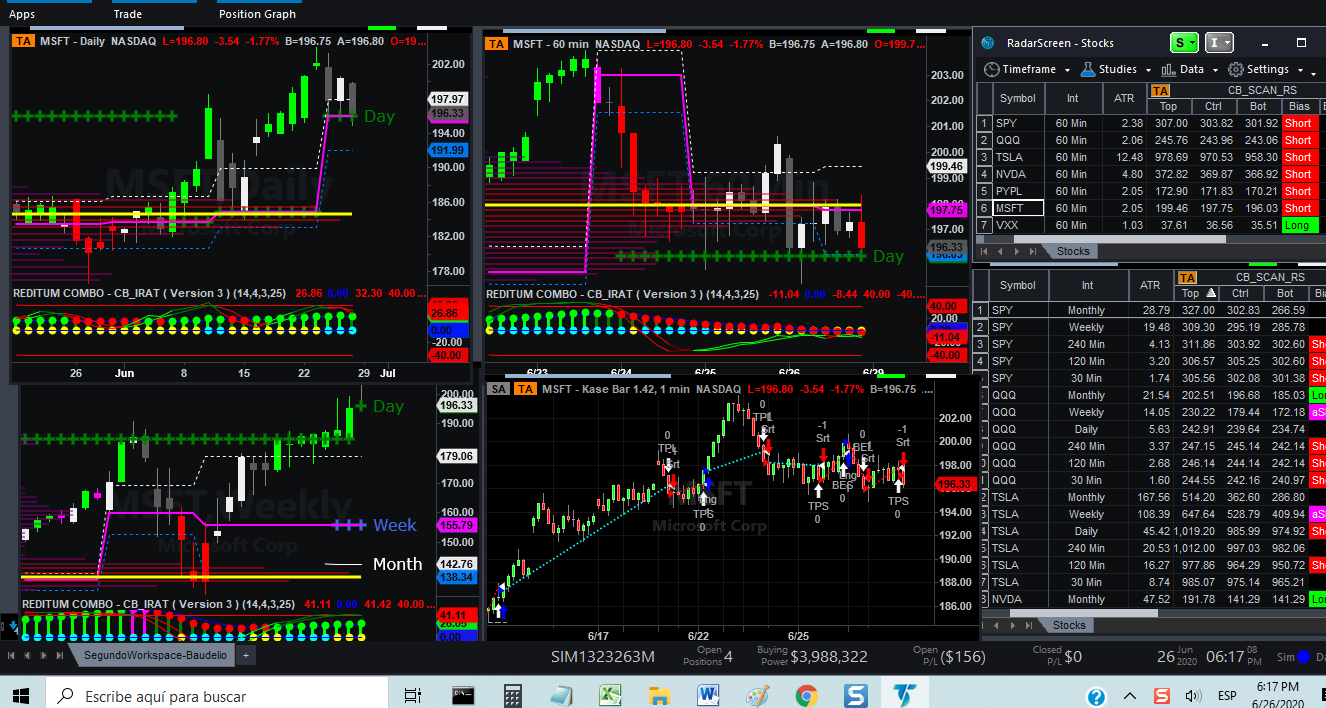 Apps Trade Position Graph
TA MSFT - Daily NASDAQ L=196.80 -3.54 -1.77% B=196.75 A=196.80 O=19...
202.00
197.97
196.33
194.00
191.99
190.00
186.00
182.00
178.00
Day
MSFT Daily
Microsoft Corp
REDITUM COMBO - CB_IRAT ( Version 3 ) (14,4,3,25) 26.86 0.00 32.30 40.00 ...
26.86
0.00
-20.00
-40.00
26 Jun 8 15 22 29 Jul
TA MSFT - 60 min NASDAQ L=196.80 -3.54 -1.77% B=196.75 A=196.80 O=199.7...
203.00
202.00
201.00
200.00
199.46
199.00
197.75
197.00
196.33
Day
Microsoft Corp
REDITUM COMBO - CB_IRAT ( Version 3 ) (14,4,3,25) -11.04 0.00 -8.44 40.00 -40....
40.00
20.00
-11.04
-40.00
6/23 6/24 6/25 6/26 6/29
200.00
196.33
190.00
179.06
170.00
160.00
155.79
150.00
142.76
138.34
Day
Week
Month
MSFT Weekly
Microsoft Corp
REDITUM COMBO - CB_IRAT ( Version 3 ) (14,4,3,25) 41.11 0.00 41.42 40.00 ...
41.11
0.00
SA TA MSFT - Kase Bar 1.42, 1 min NASDAQ L=196.80 -3.54 -1.77% B=196.75 ...
202.00
200.00
198.00
196.33
194.00
192.00
190.00
188.00
186.00
0
TPL
Srt
0
TPL
Srt
-1
Srt
0
BEL
Srt
-1
Srt
Lng
TPS
0
TPS
0
Lng
BES
0
TPS
0
MSFT
Microsoft Corp
6/17 6/22 6/25
RadarScreen - Stocks S I
Timeframe Studies Data Settings
Symbol Int ATR TA CB_SCAN_RS
Top Ctrl Bot Bias
1 SPY 60 Min 2.38 307.00 303.82 301.92 Short
2 QQQ 60 Min 2.06 245.76 243.96 243.06 Short
3 TSLA 60 Min 12.48 978.69 970.53 958.30 Short
4 NVDA 60 Min 4.80 372.82 369.87 366.92 Short
5 PYPL 60 Min 2.05 172.90 171.83 170.21 Short
6 MSFT 60 Min 2.05 199.46 197.75 196.03 Short
7 VXX 60 Min 1.03 37.61 36.56 35.51 Long
Stocks
Symbol Int ATR TA CB_SCAN_RS
Top Ctrl Bot
1 SPY Monthly 28.79 327.00 302.83 266.59
2 SPY Weekly 19.48 309.30 295.19 285.78
3 SPY 240 Min 4.13 311.86 303.92 302.60
4 SPY 120 Min 3.20 306.57 305.25 302.60
SPY 30 Min 1.74 305.56 302.08 301.38
QQQ Monthly 21.54 202.51 196.68 185.03
QQQ Weekly 14.05 230.22 179.44 172.18
QQQ Daily 5.63 242.91 239.64 234.74
QQQ 240 Min 3.37 247.15 245.14 242.14
QQQ 120 Min 2.68 246.14 244.14 242.14
QQQ 30 Min 1.60 244.55 242.16 240.97
TSLA Monthly 167.56 514.20 362.60 286.80
TSLA Weekly 108.39 647.64 528.79 409.94
TSLA Daily 45.42 1,019.20 985.99 974.92
TSLA 240 Min 20.53 1,012.00 997.03 982.06
TSLA 120 Min 16.27 977.86 964.29 950.72
TSLA 30 Min 8.74 985.07 975.14 965.21
NVDA Monthly 47.52 191.78 141.29 141.29
Stocks
SegundoWorkspace-Baudelio +
SIM1323263M Open Positions 4 Buying Power $3,988,322 Open P/L ($156) Closed P/L $0 26 Jun 2020 06:17 08 PM Sim
Escribe aquí para buscar
ESP
6:17 PM
6/26/2020